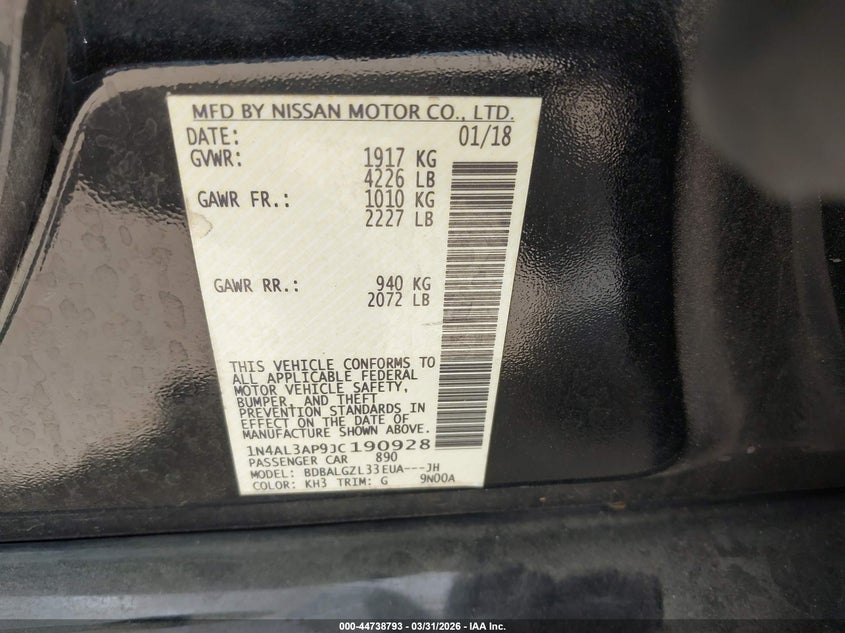 MFD BY NISSAN MOTOR CO., LTD.
DATE: 01/18
GVWR: 1917 KG
4226 LB
GAWR FR.: 1010 KG
2227 LB
GAWR RR.: 940 KG
2072 LB
THIS VEHICLE CONFORMS TO
ALL APPLICABLE FEDERAL
MOTOR VEHICLE SAFETY,
BUMPER, AND THEFT
PREVENTION STANDARDS IN
EFFECT ON THE DATE OF
MANUFACTURE SHOWN ABOVE.
1N4AL3AP9JC190928
PASSENGER CAR 890
MODEL: BDBALGZL33EUA---JH
COLOR: KH3 TRIM: G 9N00A
000-44738793 — 03/31/2026 — IAA Inc.